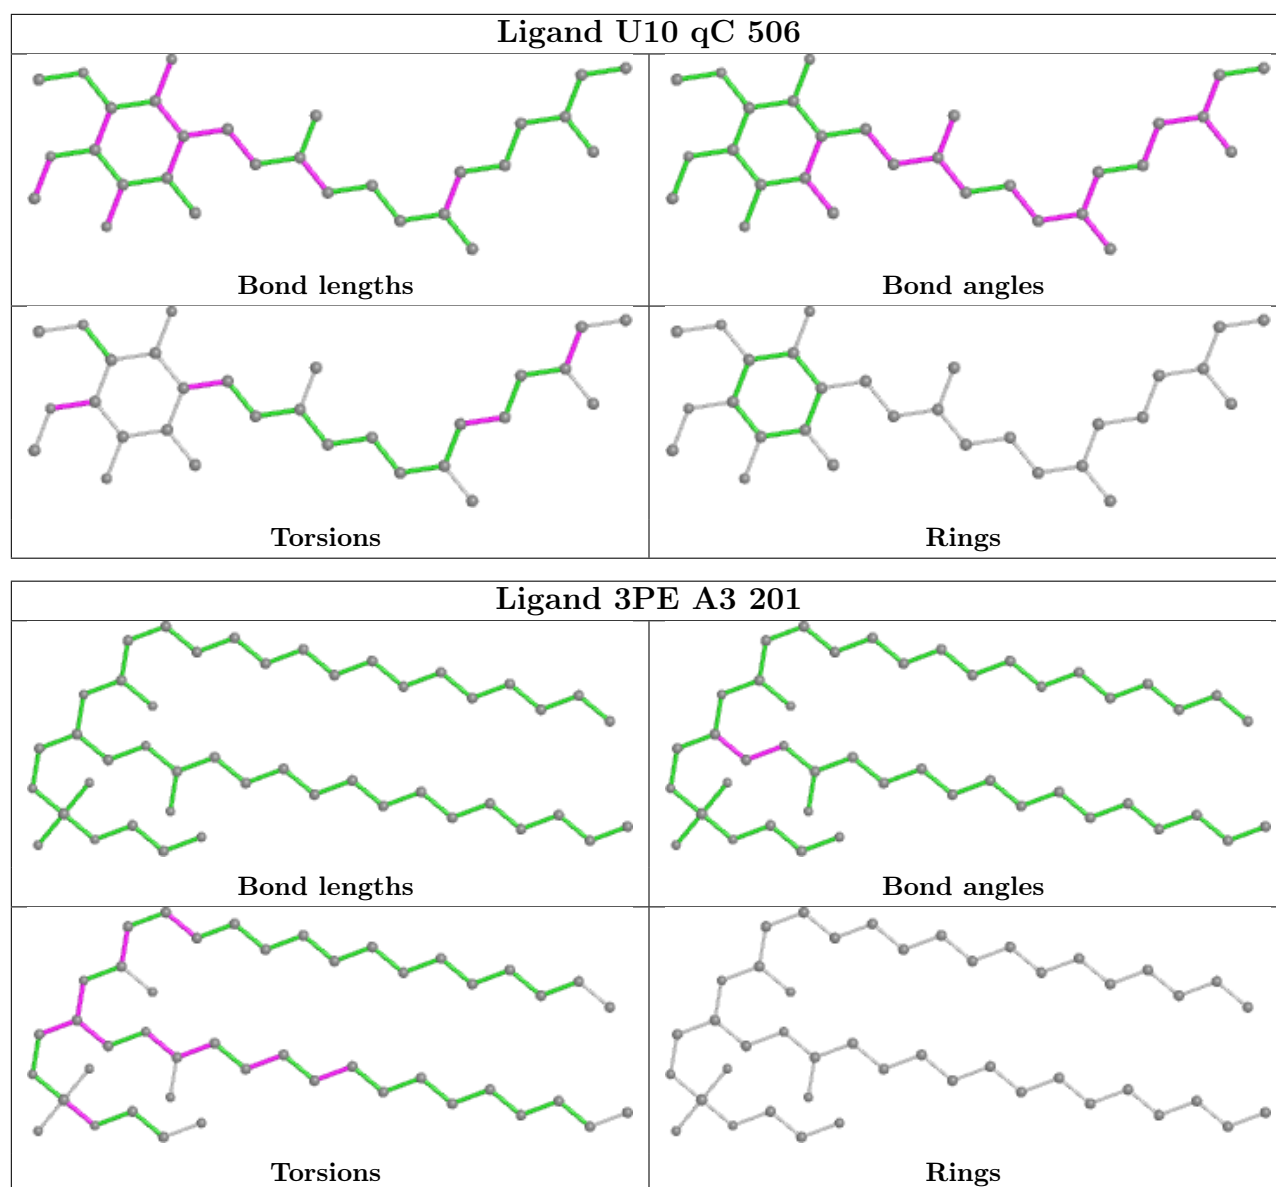 Ligand U10 qC 506
Bond lengths
Bond angles
Torsions
Rings
Ligand 3PE A3 201
Bond lengths
Bond angles
Torsions
Rings